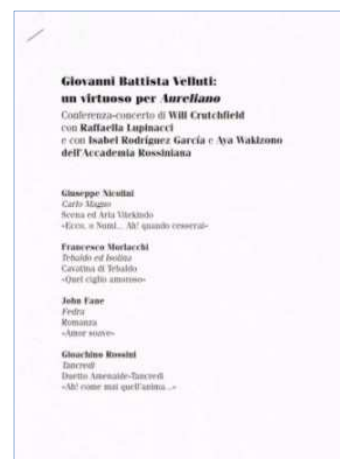 Giovanni Battista Velluti:
un virtuoso per Aureliano
Conferenza-concerto di Will Crutchfield
con Raffaella Lupinacci
e con Isabel Rodríguez García e Aya Wakizono
dell'Accademia Rossiniana
Giuseppe Nicolini
Carlo Magno
Scena ed Aria Vitekindo
«Ecco, o Numi... Ah! quando cesserai»
Francesco Morlacchi
Tebaldo ed Isolina
Cavatina di Tebaldo
«Quel ciglio amoroso»
John Fane
Fedra
Romanza
«Amor soave»
Gioachino Rossini
Tancredi
Duetto Amenaide-Tancredi
«Ah! come mai quell'anima...»